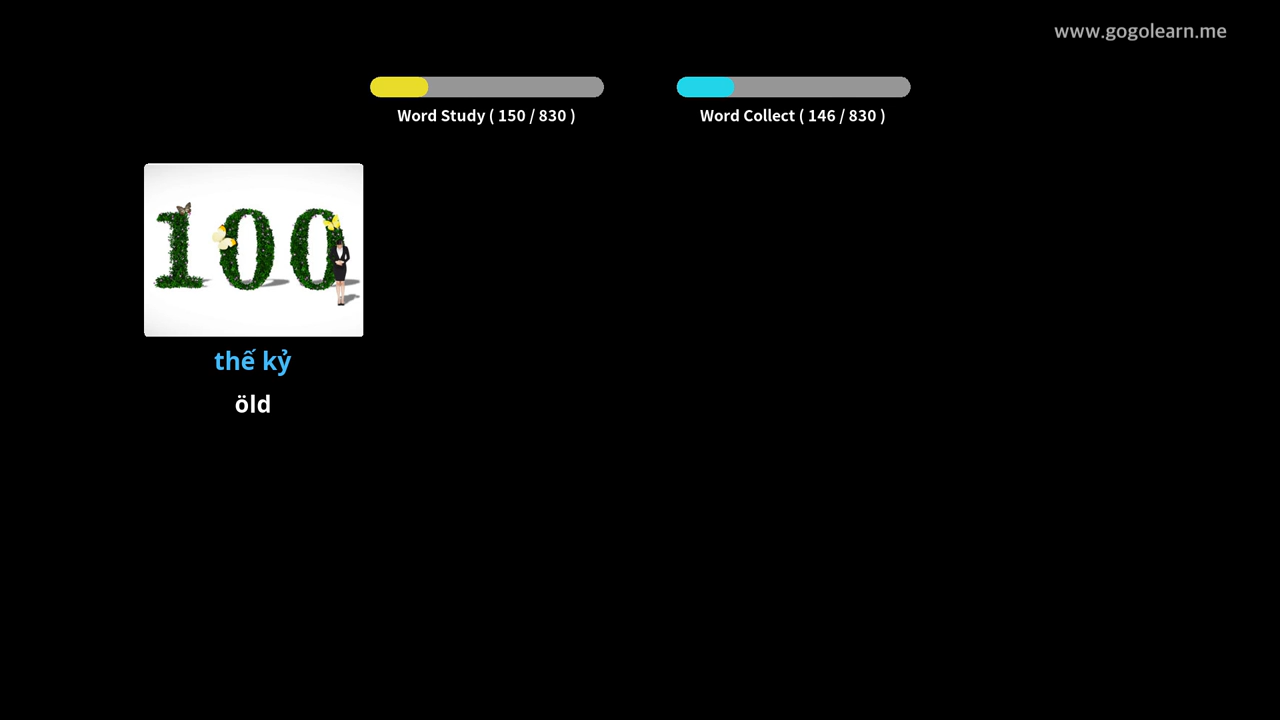 www.gogolearn.me
Word Study ( 150 / 830 )
Word Collect ( 146 / 830 )
100
thế kỷ
öld